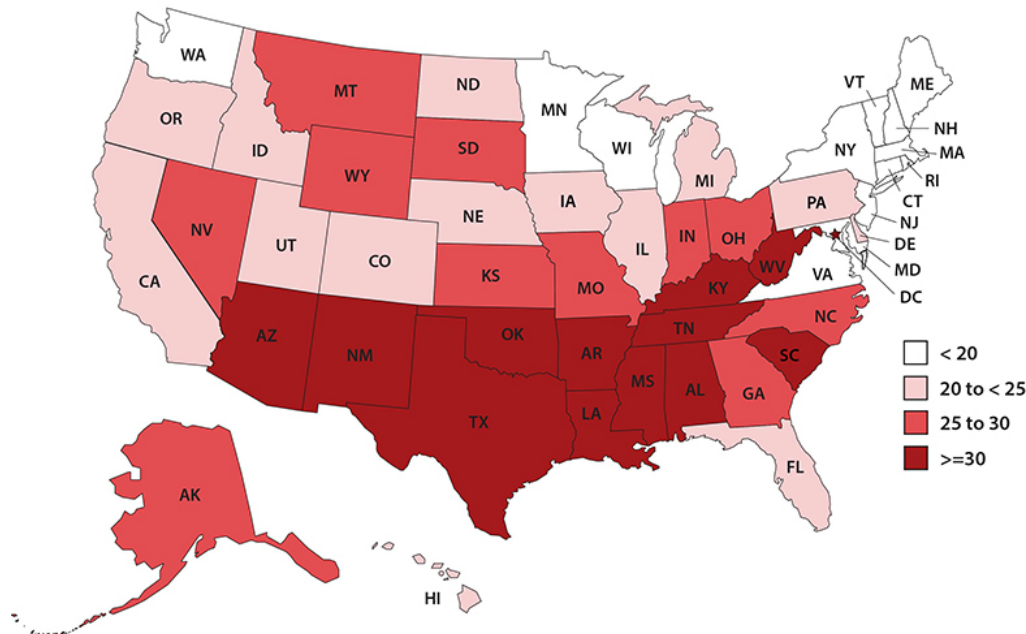 WA
MT
ND
MN
VT
ME
OR
ID
SD
WI
NY
NH
MA
WY
MI
RI
IA
PA
CT
NE
NJ
NV
UT
IL
IN
OH
DE
CA
CO
WV
MD
KS
MO
KY
VA
DC
AZ
OK
TN
NC
NM
AR
SC
MS
AL
GA
TX
LA
FL
AK
HI
< 20
20 to < 25
25 to 30
>=30